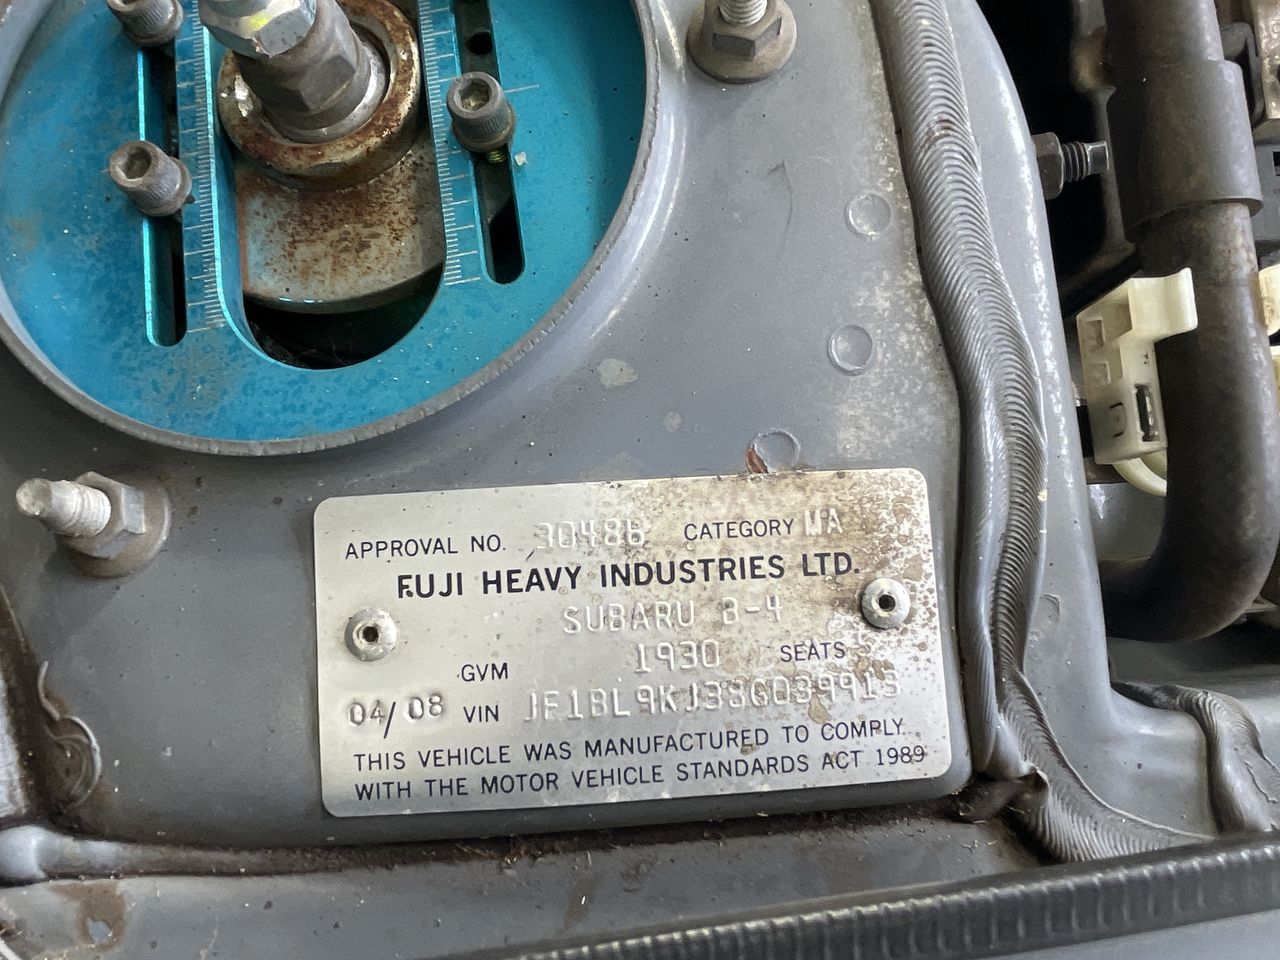 APPROVAL NO. 30486 CATEGORY MA
FUJI HEAVY INDUSTRIES LTD.
SUBARU B-4
GVM 1930 SEATS 5
04/08 VIN JF1BL9KJ38G039913
THIS VEHICLE WAS MANUFACTURED TO COMPLY
WITH THE MOTOR VEHICLE STANDARDS ACT 1989